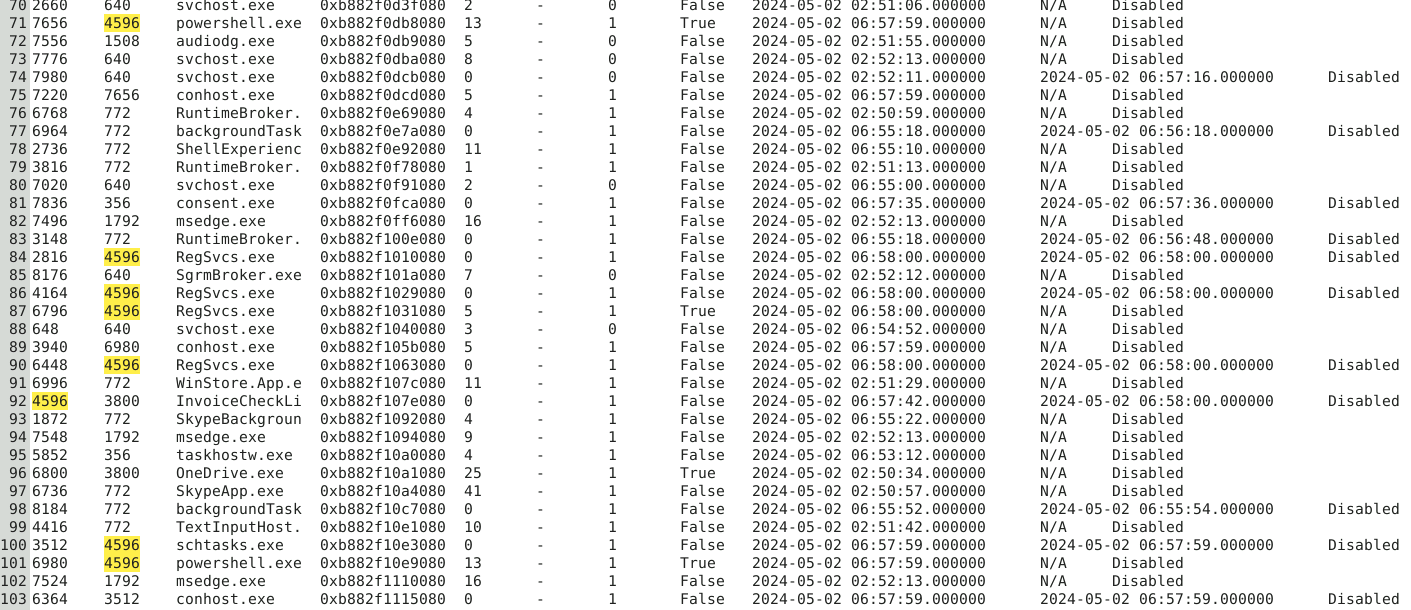 70 2660 640 svchost.exe 0xb882f0d3f080 2 - 0 False 2024-05-02 02:51:06.000000 N/A Disabled
71 7656 4596 powershell.exe 0xb882f0db8080 13 - 1 True 2024-05-02 06:57:59.000000 N/A Disabled
72 7556 1508 audiodg.exe 0xb882f0db9080 5 - 0 False 2024-05-02 02:51:55.000000 N/A Disabled
73 7776 640 svchost.exe 0xb882f0dba080 8 - 0 False 2024-05-02 02:52:13.000000 N/A Disabled
74 7980 640 svchost.exe 0xb882f0dcb080 0 - 0 False 2024-05-02 02:52:11.000000 2024-05-02 06:57:16.000000 Disabled
75 7220 7656 conhost.exe 0xb882f0dcd080 5 - 1 False 2024-05-02 06:57:59.000000 N/A Disabled
76 6768 772 RuntimeBroker. 0xb882f0e69080 4 - 1 False 2024-05-02 02:50:59.000000 N/A Disabled
77 6964 772 backgroundTask 0xb882f0e7a080 0 - 1 False 2024-05-02 06:55:18.000000 2024-05-02 06:56:18.000000 Disabled
78 2736 772 ShellExperienc 0xb882f0e92080 11 - 1 False 2024-05-02 06:55:10.000000 N/A Disabled
79 3816 772 RuntimeBroker. 0xb882f0f78080 1 - 1 False 2024-05-02 02:51:13.000000 N/A Disabled
80 7020 640 svchost.exe 0xb882f0f91080 2 - 0 False 2024-05-02 06:55:00.000000 N/A Disabled
81 7836 356 consent.exe 0xb882f0fca080 0 - 1 False 2024-05-02 06:57:35.000000 2024-05-02 06:57:36.000000 Disabled
82 7496 1792 msedge.exe 0xb882f0ff6080 16 - 1 False 2024-05-02 02:52:13.000000 N/A Disabled
83 3148 772 RuntimeBroker. 0xb882f100e080 0 - 1 False 2024-05-02 06:55:18.000000 2024-05-02 06:56:48.000000 Disabled
84 2816 4596 RegSvcs.exe 0xb882f1010080 0 - 1 False 2024-05-02 06:58:00.000000 2024-05-02 06:58:00.000000 Disabled
85 8176 640 SgrmBroker.exe 0xb882f101a080 7 - 0 False 2024-05-02 02:52:12.000000 N/A Disabled
86 4164 4596 RegSvcs.exe 0xb882f1029080 0 - 1 False 2024-05-02 06:58:00.000000 2024-05-02 06:58:00.000000 Disabled
87 6796 4596 RegSvcs.exe 0xb882f1031080 5 - 1 True 2024-05-02 06:58:00.000000 N/A Disabled
88 648 640 svchost.exe 0xb882f1040080 3 - 0 False 2024-05-02 06:54:52.000000 N/A Disabled
89 3940 6980 conhost.exe 0xb882f105b080 5 - 1 False 2024-05-02 06:57:59.000000 N/A Disabled
90 6448 4596 RegSvcs.exe 0xb882f1063080 0 - 1 False 2024-05-02 06:58:00.000000 2024-05-02 06:58:00.000000 Disabled
91 6996 772 WinStore.App.e 0xb882f107c080 11 - 1 False 2024-05-02 02:51:29.000000 N/A Disabled
92 4596 3800 InvoiceCheckLi 0xb882f107e080 0 - 1 False 2024-05-02 06:57:42.000000 2024-05-02 06:58:00.000000 Disabled
93 1872 772 SkypeBackgroun 0xb882f1092080 4 - 1 False 2024-05-02 06:55:22.000000 N/A Disabled
94 7548 1792 msedge.exe 0xb882f1094080 9 - 1 False 2024-05-02 02:52:13.000000 N/A Disabled
95 5852 356 taskhostw.exe 0xb882f10a0080 4 - 1 False 2024-05-02 06:53:12.000000 N/A Disabled
96 6800 3800 OneDrive.exe 0xb882f10a1080 25 - 1 True 2024-05-02 02:50:34.000000 N/A Disabled
97 6736 772 SkypeApp.exe 0xb882f10a4080 41 - 1 False 2024-05-02 02:50:57.000000 N/A Disabled
98 8184 772 backgroundTask 0xb882f10c7080 0 - 1 False 2024-05-02 06:55:52.000000 2024-05-02 06:55:54.000000 Disabled
99 4416 772 TextInputHost. 0xb882f10e1080 10 - 1 False 2024-05-02 02:51:42.000000 N/A Disabled
100 3512 4596 schtasks.exe 0xb882f10e3080 0 - 1 False 2024-05-02 06:57:59.000000 2024-05-02 06:57:59.000000 Disabled
101 6980 4596 powershell.exe 0xb882f10e9080 13 - 1 True 2024-05-02 06:57:59.000000 N/A Disabled
102 7524 1792 msedge.exe 0xb882f1110080 16 - 1 False 2024-05-02 02:52:13.000000 N/A Disabled
103 6364 3512 conhost.exe 0xb882f1115080 0 - 1 False 2024-05-02 06:57:59.000000 2024-05-02 06:57:59.000000 Disabled